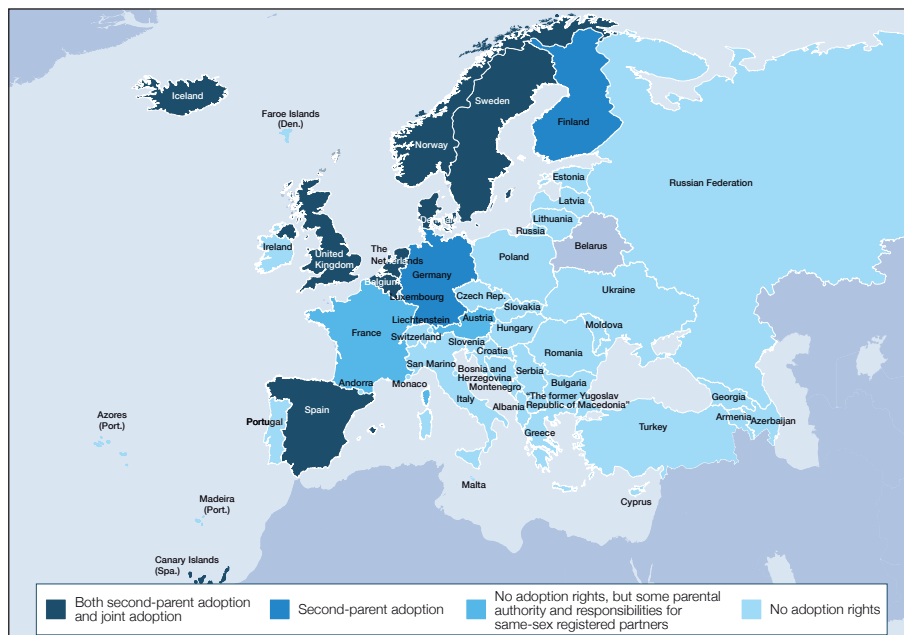 Iceland
Faroe Islands
(Den.)
Sweden
Norway
Finland
Russian Federation
Estonia
Latvia
Lithuania
Russia
Belarus
Denmark
Ireland
United
Kingdom
The
Netherlands
Belgium
Germany
Poland
Luxembourg
Czech Rep.
Ukraine
Slovakia
Liechtenstein
Austria
France
Switzerland
Hungary
Moldova
Slovenia
Croatia
Romania
San Marino
Bosnia and
Herzegovina
Serbia
Andorra
Monaco
Montenegro
Bulgaria
Italy
"The former Yugoslav
Republic of Macedonia"
Albania
Georgia
Armenia
Azerbaijan
Azores
(Port.)
Portugal
Spain
Greece
Turkey
Malta
Cyprus
Madeira
(Port.)
Canary Islands
(Spa.)
Both second-parent adoption
and joint adoption
Second-parent adoption
No adoption rights, but some parental
authority and responsibilities for
same-sex registered partners
No adoption rights